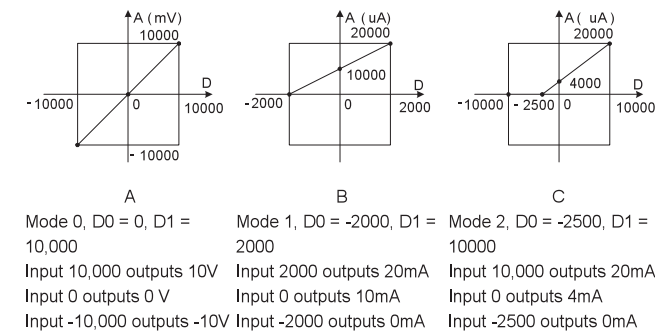 A (mV)
10000
D
-10000
0
10000
- 10000
A (uA)
20000
10000
D
-2000
0
2000
A( uA)
20000
4000
D
-10000
- 2500
0
10000
A
Mode 0, D0 = 0, D1 =
10,000
Input 10,000 outputs 10V
Input 0 outputs 0 V
Input -10,000 outputs -10V
B
Mode 1, D0 = -2000, D1 =
2000
Input 2000 outputs 20mA
Input 0 outputs 10mA
Input -2000 outputs 0mA
C
Mode 2, D0 = -2500, D1 =
10000
Input 10,000 outputs 20mA
Input 0 outputs 4mA
Input -2500 outputs 0mA